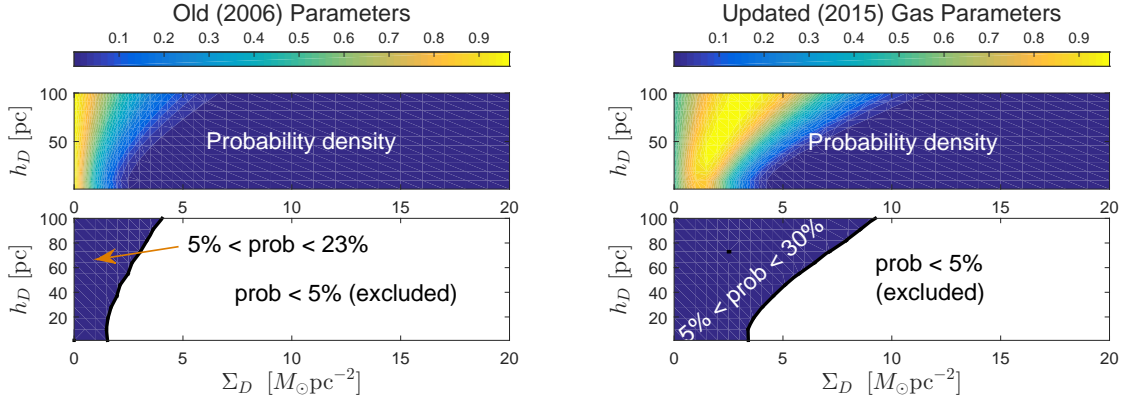 Old (2006) Parameters
0.1 0.2 0.3 0.4 0.5 0.6 0.7 0.8 0.9
h_D [pc]
100
50
Probability density
0 5 10 15 20
h_D [pc]
100
80
60
40
20
5% < prob < 23%
prob < 5% (excluded)
0 5 10 15 20
Σ_D [M_⊙pc⁻²]
Updated (2015) Gas Parameters
0.1 0.2 0.3 0.4 0.5 0.6 0.7 0.8 0.9
h_D [pc]
100
50
Probability density
0 5 10 15 20
h_D [pc]
100
80
60
40
20
5% < prob < 30%
prob < 5%
(excluded)
0 5 10 15 20
Σ_D [M_⊙pc⁻²]